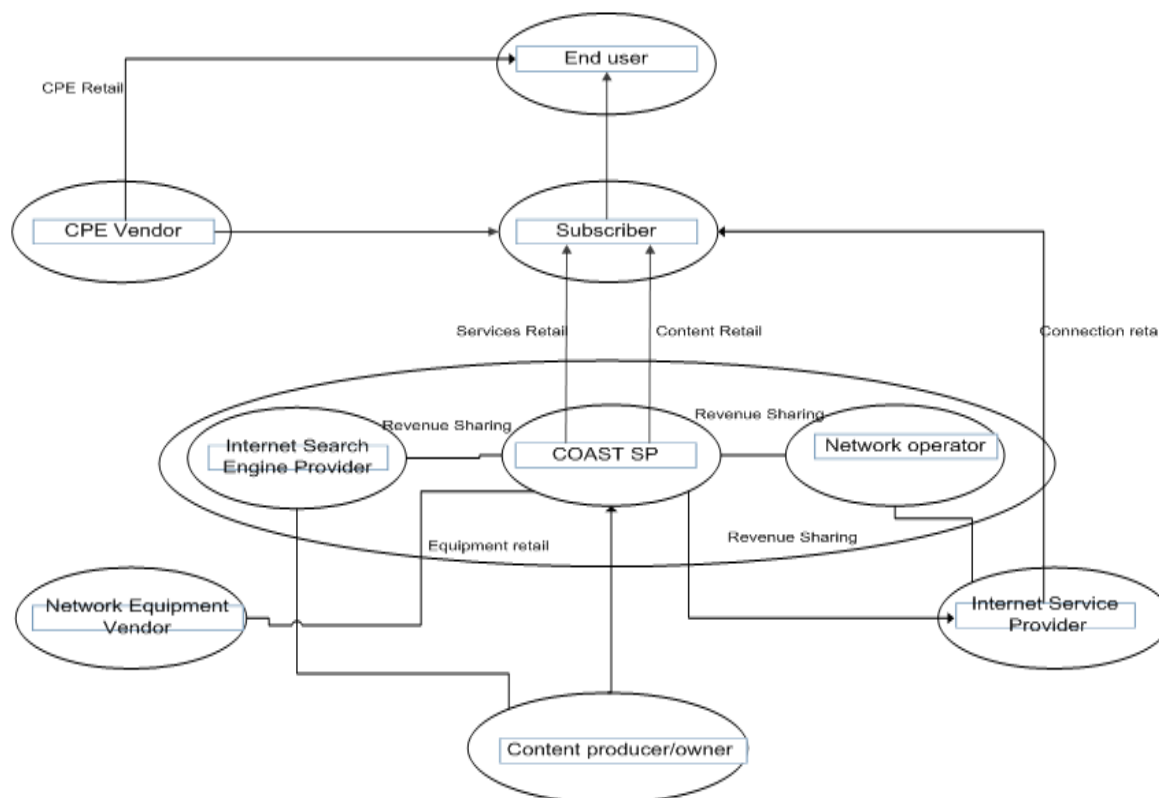 End user
CPE Retail
CPE Vendor
Subscriber
Services Retail
Content Retail
Connection reta
Revenue Sharing
Revenue Sharing
Internet Search
Engine Provider
COAST SP
Network operator
Equipment retail
Revenue Sharing
Network Equipment
Vendor
Internet Service
Provider
Content producer/owner